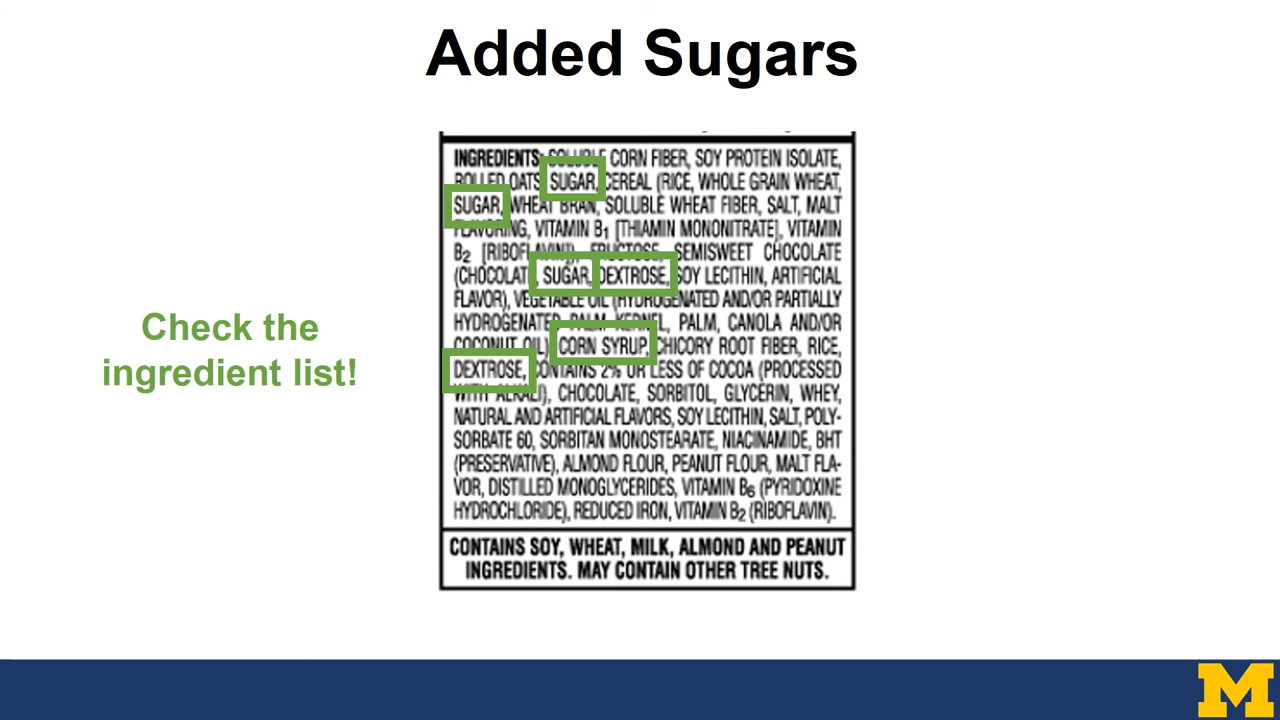 Added Sugars
Check the
ingredient list!
INGREDIENTS: SOLUBLE CORN FIBER, SOY PROTEIN ISOLATE,
ROLLED OATS, SUGAR, CEREAL (RICE, WHOLE GRAIN WHEAT,
SUGAR, WHEAT BRAN, SOLUBLE WHEAT FIBER, SALT, MALT
FLAVORING, VITAMIN B1 [THIAMIN MONONITRATE], VITAMIN
B2 [RIBOFLAVIN]), FRUCTOSE, SEMISWEET CHOCOLATE
(CHOCOLATE, SUGAR, DEXTROSE, SOY LECITHIN, ARTIFICIAL
FLAVOR), VEGETABLE OIL (HYDROGENATED AND/OR PARTIALLY
HYDROGENATED PALM KERNEL, PALM, CANOLA AND/OR
COCONUT OIL), CORN SYRUP, CHICORY ROOT FIBER, RICE,
DEXTROSE, CONTAINS 2% OR LESS OF COCOA (PROCESSED
WITH ALKALI), CHOCOLATE, SORBITOL, GLYCERIN, WHEY,
NATURAL AND ARTIFICIAL FLAVORS, SOY LECITHIN, SALT, POLY-
SORBATE 60, SORBITAN MONOSTEARATE, NIACINAMIDE, BHT
(PRESERVATIVE), ALMOND FLOUR, PEANUT FLOUR, MALT FLA-
VOR, DISTILLED MONOGLYCERIDES, VITAMIN B6 (PYRIDOXINE
HYDROCHLORIDE), REDUCED IRON, VITAMIN B2 (RIBOFLAVIN).
CONTAINS SOY, WHEAT, MILK, ALMOND AND PEANUT
INGREDIENTS. MAY CONTAIN OTHER TREE NUTS.
M